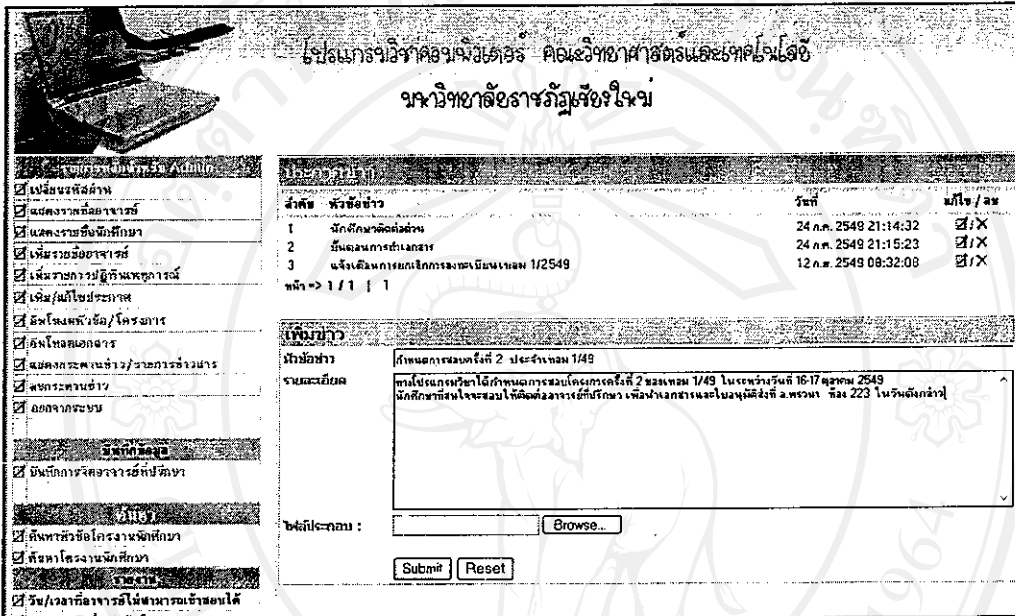 โปรแกรมวิชาคอมพิวเตอร์ คณะวิทยาศาสตร์และเทคโนโลยี
มหาวิทยาลัยราชภัฏเชียงใหม่
เปลี่ยนรหัสผ่าน
แสดงรายชื่ออาจารย์
แสดงรายชื่อนักศึกษา
เพิ่มรายชื่ออาจารย์
เพิ่มรายการปฏิทินเหตุการณ์
เพิ่ม/แก้ไขประกาศ
อัพโหลดหัวข้อ/โครงการ
อัพโหลดเอกสาร
แสดงกระดานข่าว/รายการข่าวสาร
ลบกระดานข่าว
ออกจากระบบ
บันทึกข้อมูล
บันทึกการจัดอาจารย์ที่ปรึกษา
ค้นหา
ค้นหาหัวข้อโครงงานนักศึกษา
ค้นหาโครงงานนักศึกษา
รายงาน
วัน/เวลาที่อาจารย์ไม่สามารถเข้าสอบได้
ลำดับ หัวข้อข่าว วันที่ แก้ไข / ลบ
1 นักศึกษาติดต่อด่วน 24 ก.ค. 2549 21:14:32
2 ขั้นตอนการทำเอกสาร 24 ก.ค. 2549 21:15:23
3 แจ้งเตือนการยกเลิกการลงทะเบียนเทอม 1/2549 12 ก.ย. 2549 08:32:08
หน้า => 1 / 1 | 1
เพิ่มข่าว
หัวข้อข่าว กำหนดการสอบครั้งที่ 2 ประจำเทอม 1/49
รายละเอียด ทางโปรแกรมวิชาได้กำหนดการสอบโครงการครั้งที่ 2 ของเทอม 1/49 ในระหว่างวันที่ 16-17 ตุลาคม 2549
นักศึกษาที่สนใจจะสอบให้ติดต่ออาจารย์ที่ปรึกษา เพื่อทำเอกสารและใบอนุมัติส่งที่ อ.พรวนา ห้อง 223 ในวันดังกล่าว
ไฟล์ประกอบ : Browse...
Submit Reset